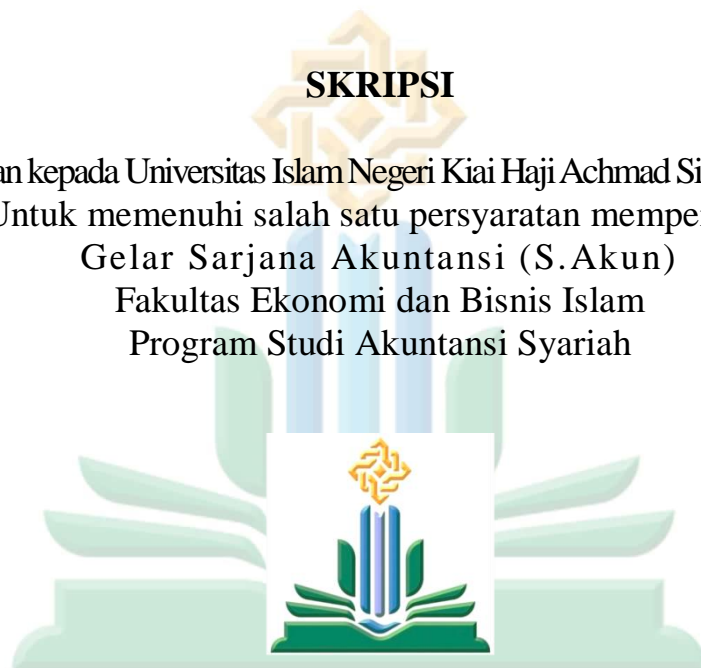 SKRIPSI
an kepada Universitas Islam Negeri Kiai Haji Achmad Si
Untuk memenuhi salah satu persyaratan mempe
Gelar Sarjana Akuntansi (S.Akun)
Fakultas Ekonomi dan Bisnis Islam
Program Studi Akuntansi Syariah